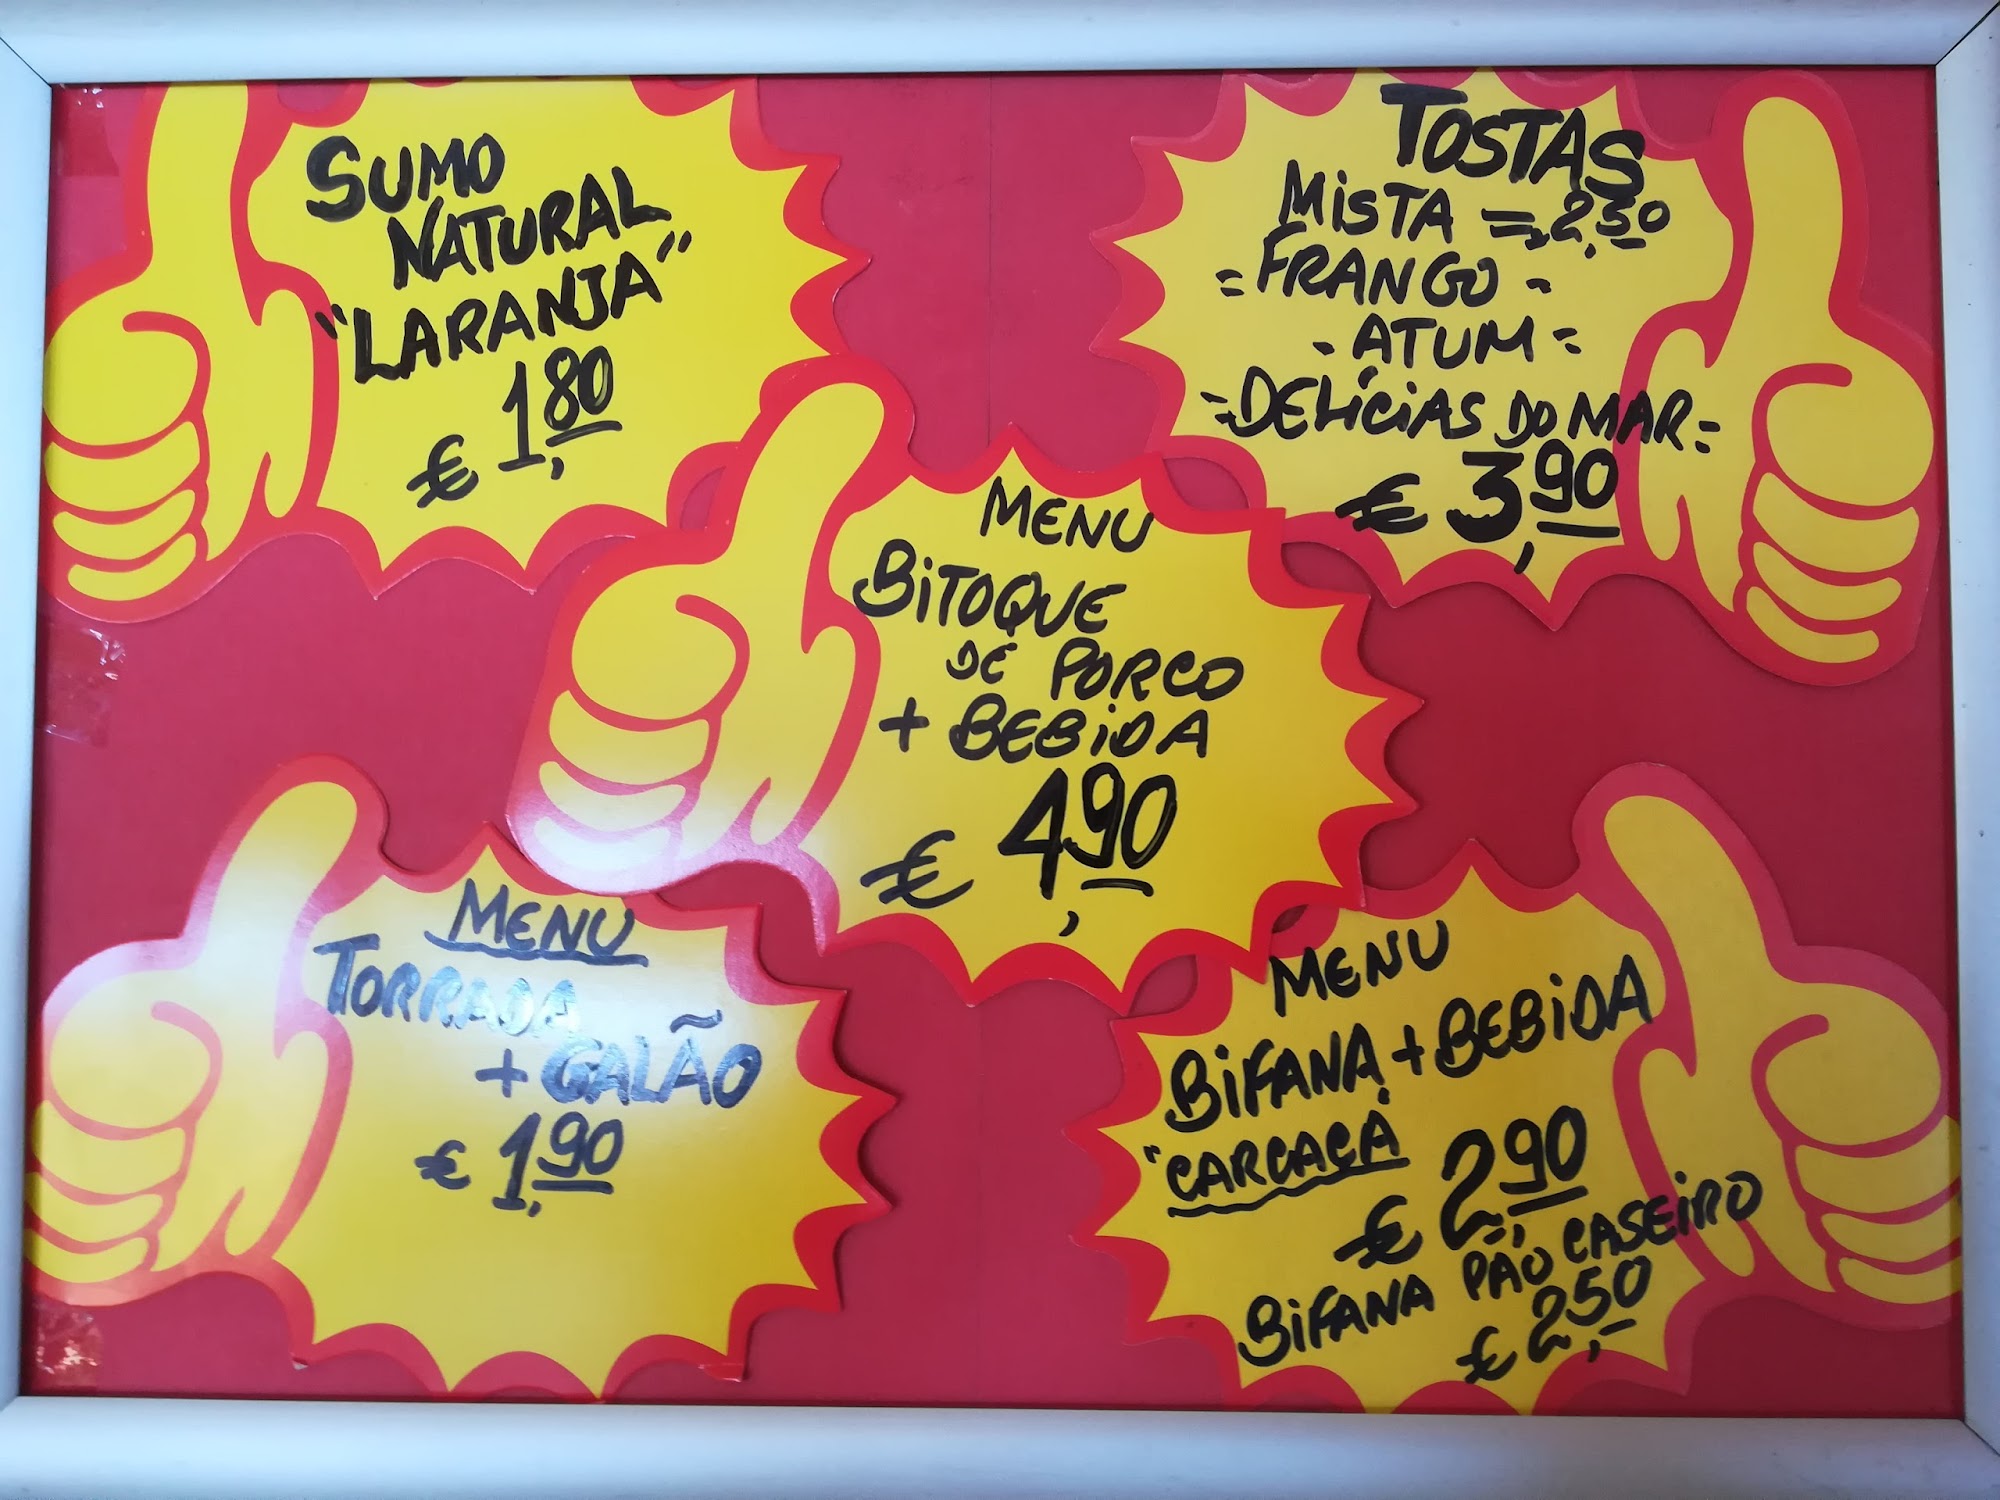 SUMO
NATURAL
"LARANJA"
€ 1,80
TOSTAS
MiSTA = 2,50
= FRANGO -
- ATUM =
= DELÍCIAS DO MAR =
€ 3,90
MENU
BiTOQUE
DE PORCO
+ BEBiDA
€ 4,90
MENU
TORRADA
+ GALÃO
€ 1,90
MENU
BiFANA + BEBiDA
"CARCAÇA"
€ 2,90
BiFANA PÃO CASEiRO
€ 2,50